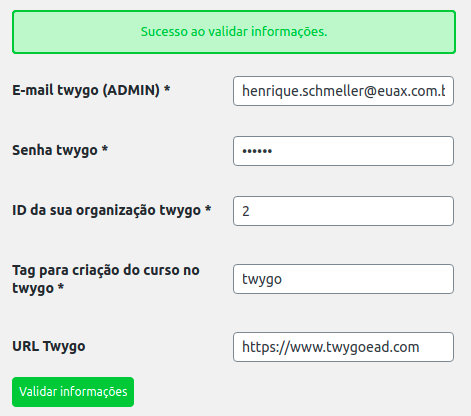 Sucesso ao validar informações.
E-mail twygo (ADMIN) *
henrique.schmeller@euax.com.b
Senha twygo *
••••••
ID da sua organização twygo *
2
Tag para criação do curso no
twygo *
twygo
URL Twygo
https://www.twygoead.com
Validar informações